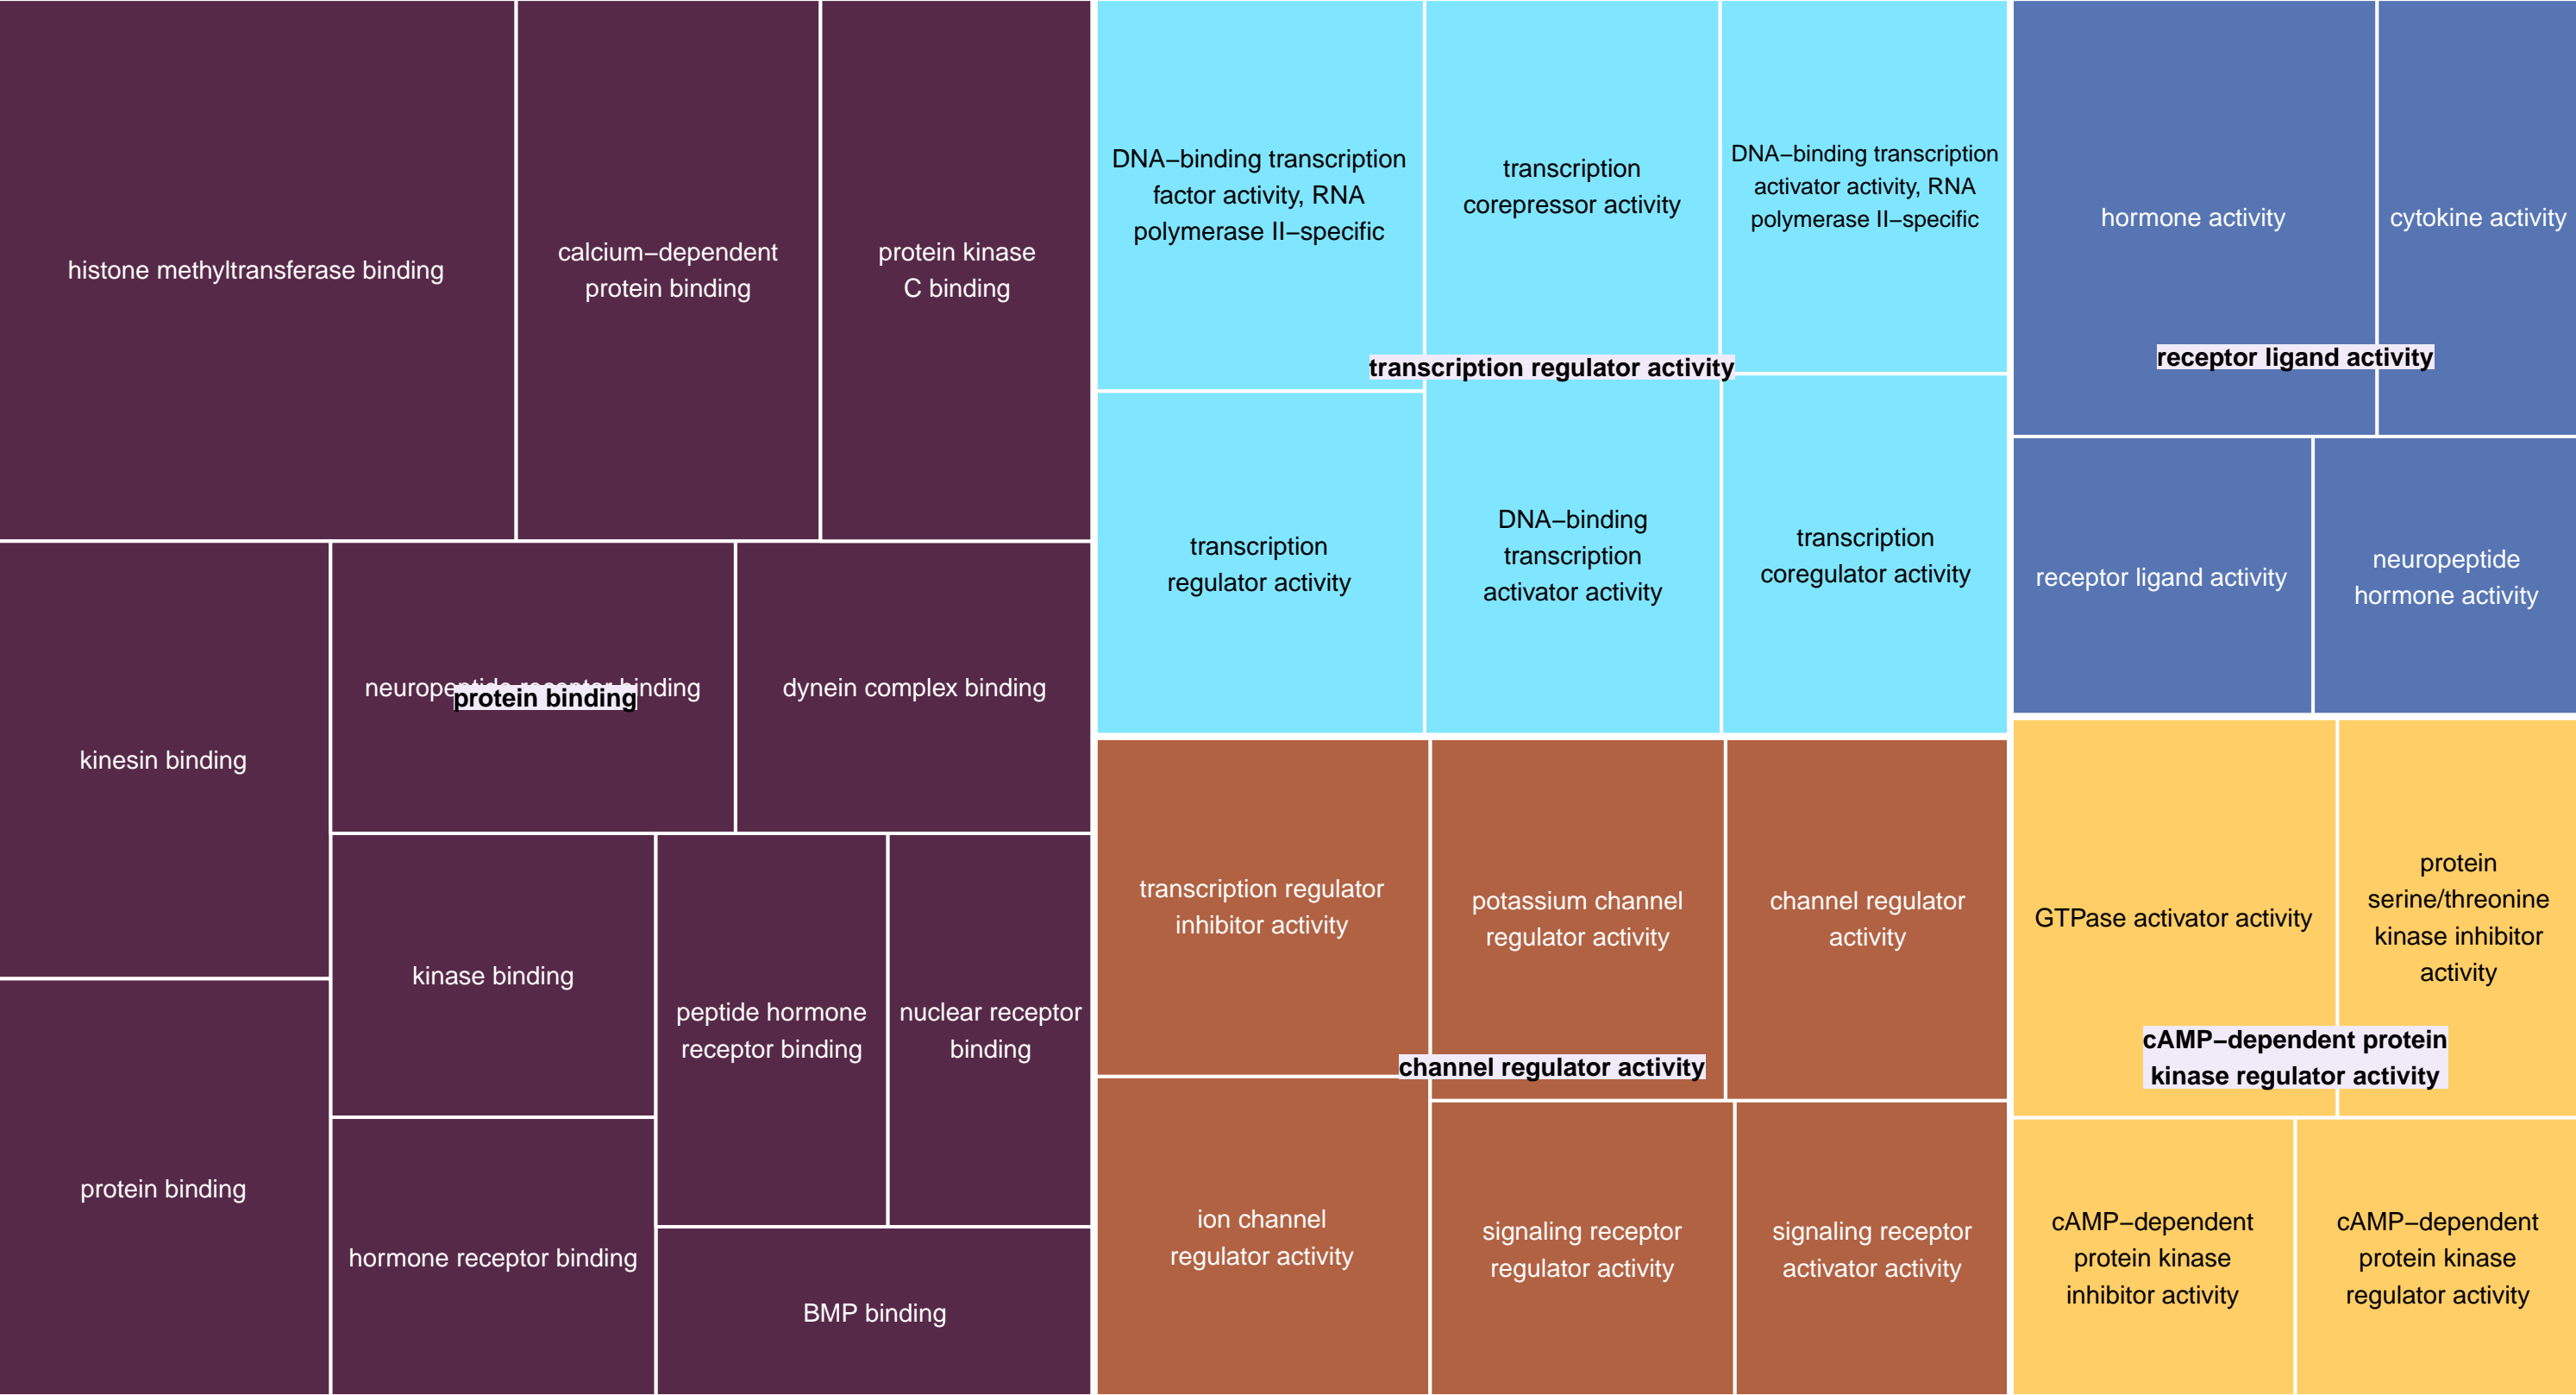 histone methyltransferase binding
calcium−dependent
protein binding
protein kinase
C binding
kinesin binding
neuropeptide receptor binding
protein binding
dynein complex binding
protein binding
kinase binding
hormone receptor binding
peptide hormone
receptor binding
nuclear receptor
binding
BMP binding
DNA−binding transcription
factor activity, RNA
polymerase II−specific
transcription
corepressor activity
DNA−binding transcription
activator activity, RNA
polymerase II−specific
transcription regulator activity
transcription
regulator activity
DNA−binding
transcription
activator activity
transcription
coregulator activity
transcription regulator
inhibitor activity
potassium channel
regulator activity
channel regulator
activity
channel regulator activity
ion channel
regulator activity
signaling receptor
regulator activity
signaling receptor
activator activity
hormone activity
cytokine activity
receptor ligand activity
receptor ligand activity
neuropeptide
hormone activity
GTPase activator activity
protein
serine/threonine
kinase inhibitor
activity
cAMP−dependent protein
kinase regulator activity
cAMP−dependent
protein kinase
inhibitor activity
cAMP−dependent
protein kinase
regulator activity